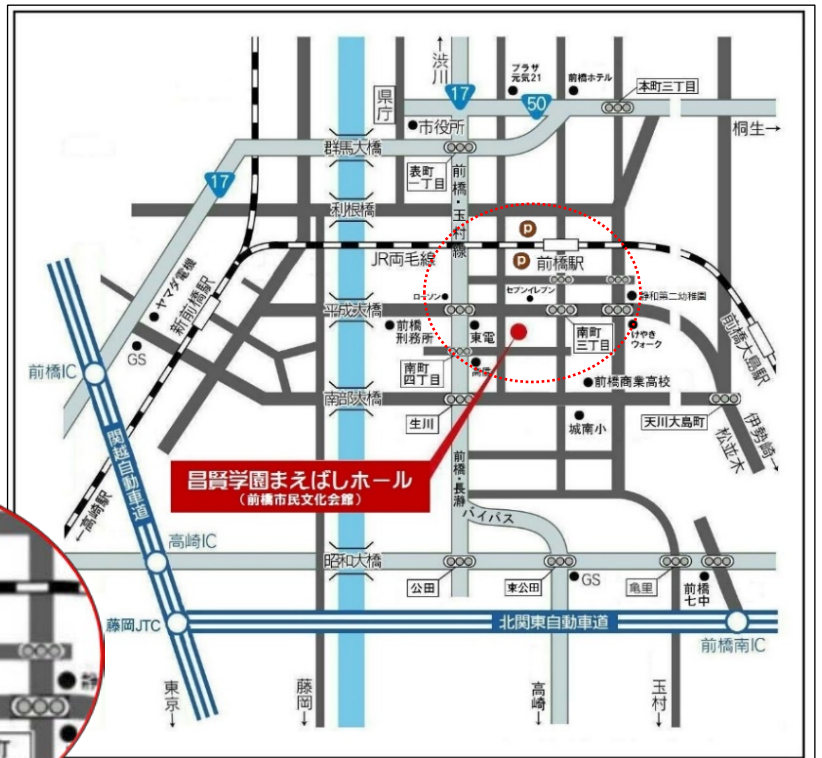 ↑渋川
プラザ
元気21
前橋ホテル
本町三丁目
17
50
県庁
市役所
桐生→
群馬大橋
表町
一丁目
17
前橋・玉村線
利根橋
P
P
JR両毛線
前橋駅
ヤマダ電機
新前橋駅
ローソン
セブンイレブン
静和第二幼稚園
平成大橋
前橋
刑務所
東電
南町
三丁目
けやき
ウォーク
前橋大島駅
GS
前橋IC
南町
四丁目
前橋商業高校
南部大橋
生川
城南小
天川大島町
伊勢崎→
松並木
関越自動車道
昌賢学園まえばしホール
(前橋市民文化会館)
前橋・長瀞
バイパス
←高崎駅
高崎IC
昭和大橋
公田
東公田
GS
亀里
前橋
七中
藤岡JTC
北関東自動車道
前橋南IC
東京→
藤岡→
高崎→
玉村→
静
町